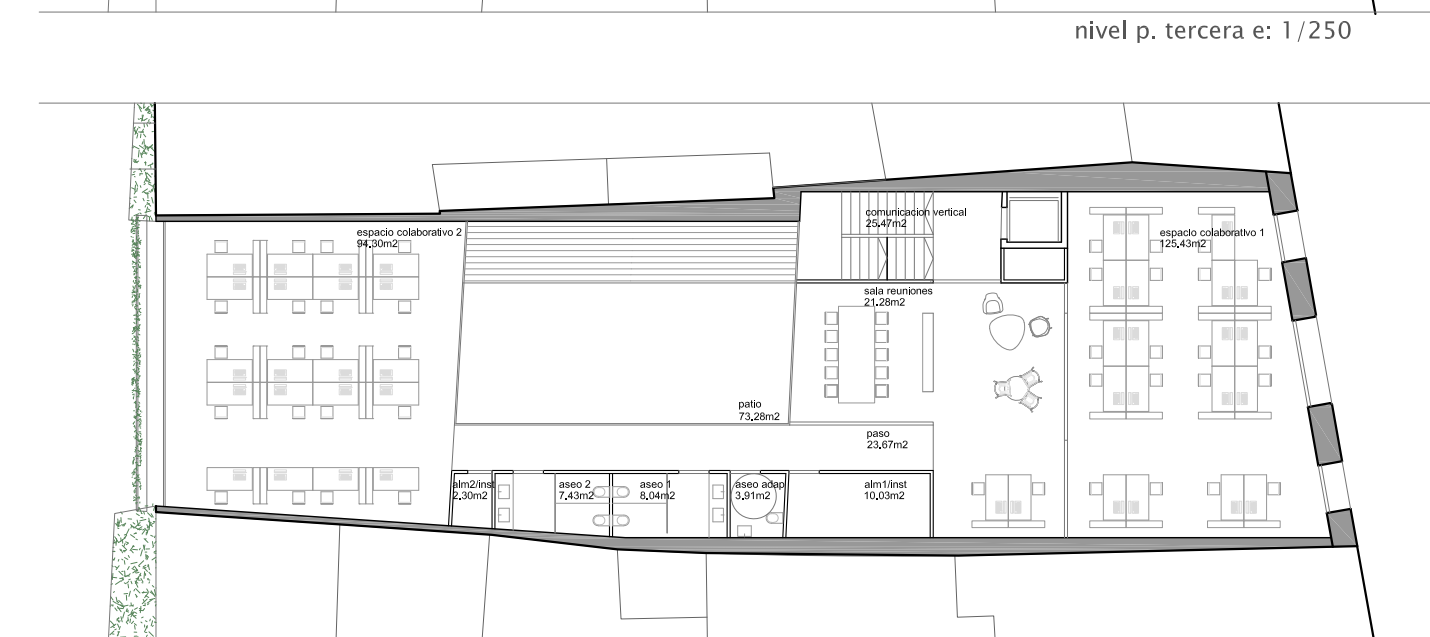 nivel p. tercera e: 1/250
comunicacion vertical
25.47m2
espacio colaborativo 2
94.30m2
espacio colaborativo 1
125.43m2
sala reuniones
21.28m2
patio
73.28m2
paso
23.67m2
alm2/inst
2.30m2
aseo 2
7.43m2
aseo 1
8.04m2
aseo adap
3.91m2
alm1/inst
10.03m2